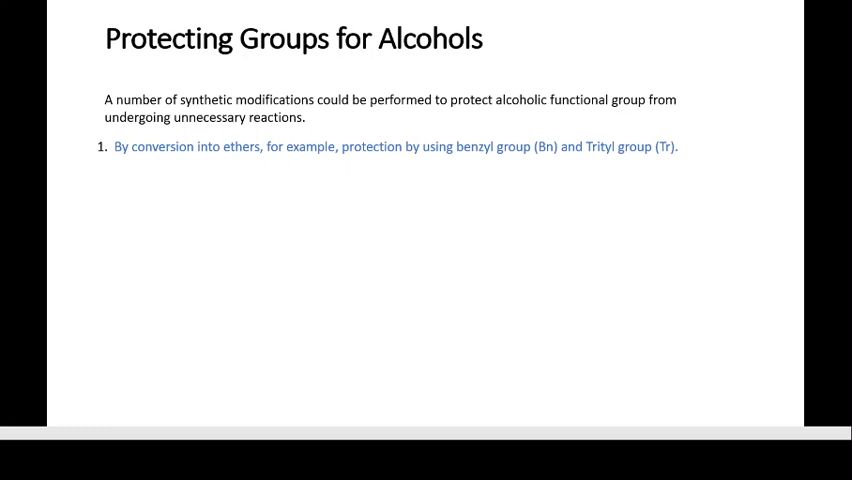 Protecting Groups for Alcohols
A number of synthetic modifications could be performed to protect alcoholic functional group from
undergoing unnecessary reactions.
1. By conversion into ethers, for example, protection by using benzyl group (Bn) and Trityl group (Tr).